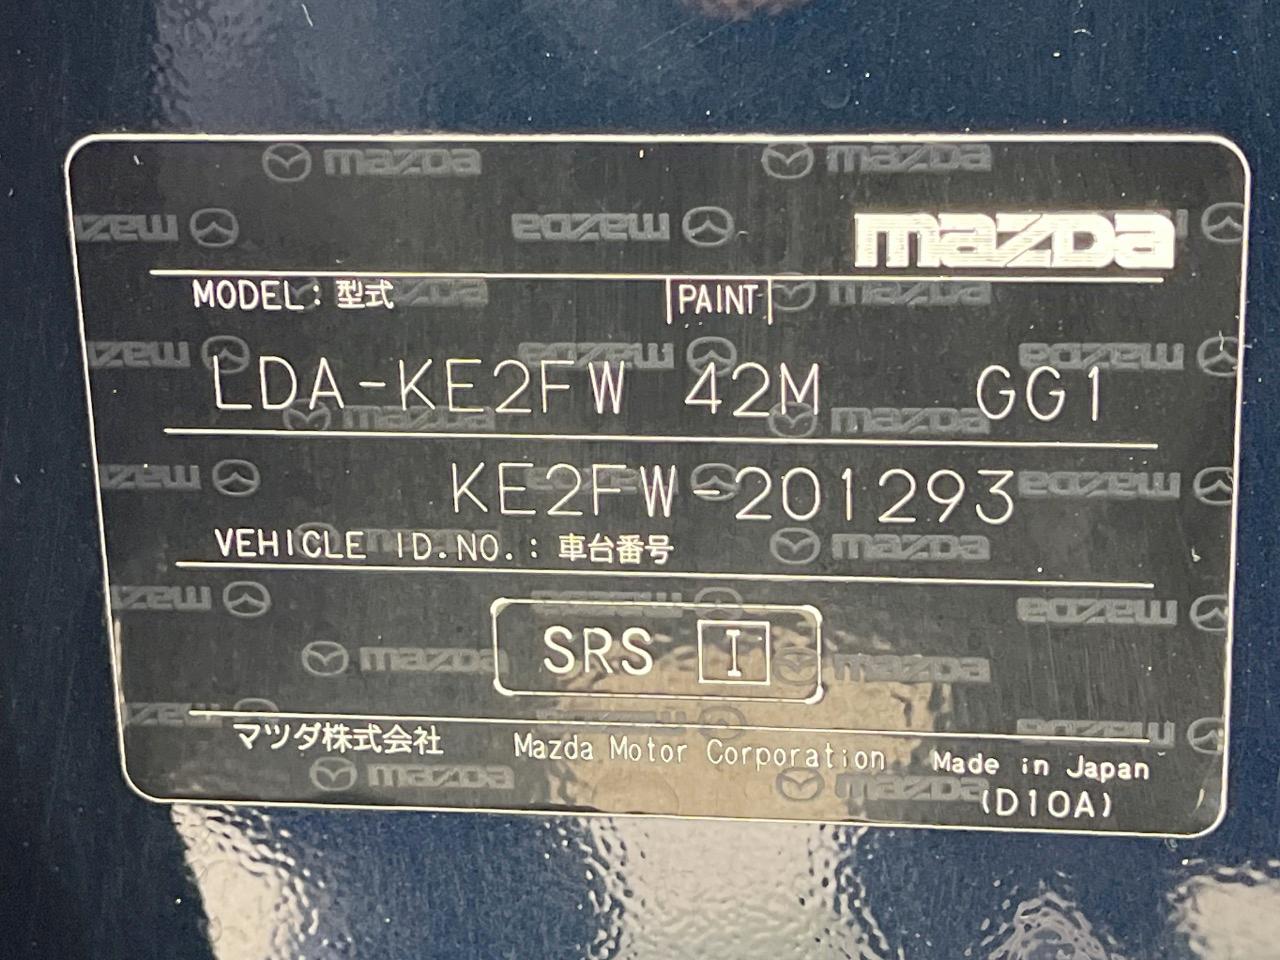 mazda
MODEL: 型式 PAINT
LDA-KE2FW 42M GG1
KE2FW-201293
VEHICLE ID.NO.: 車台番号
SRS I
マツダ株式会社 Mazda Motor Corporation Made in Japan
(D10A)